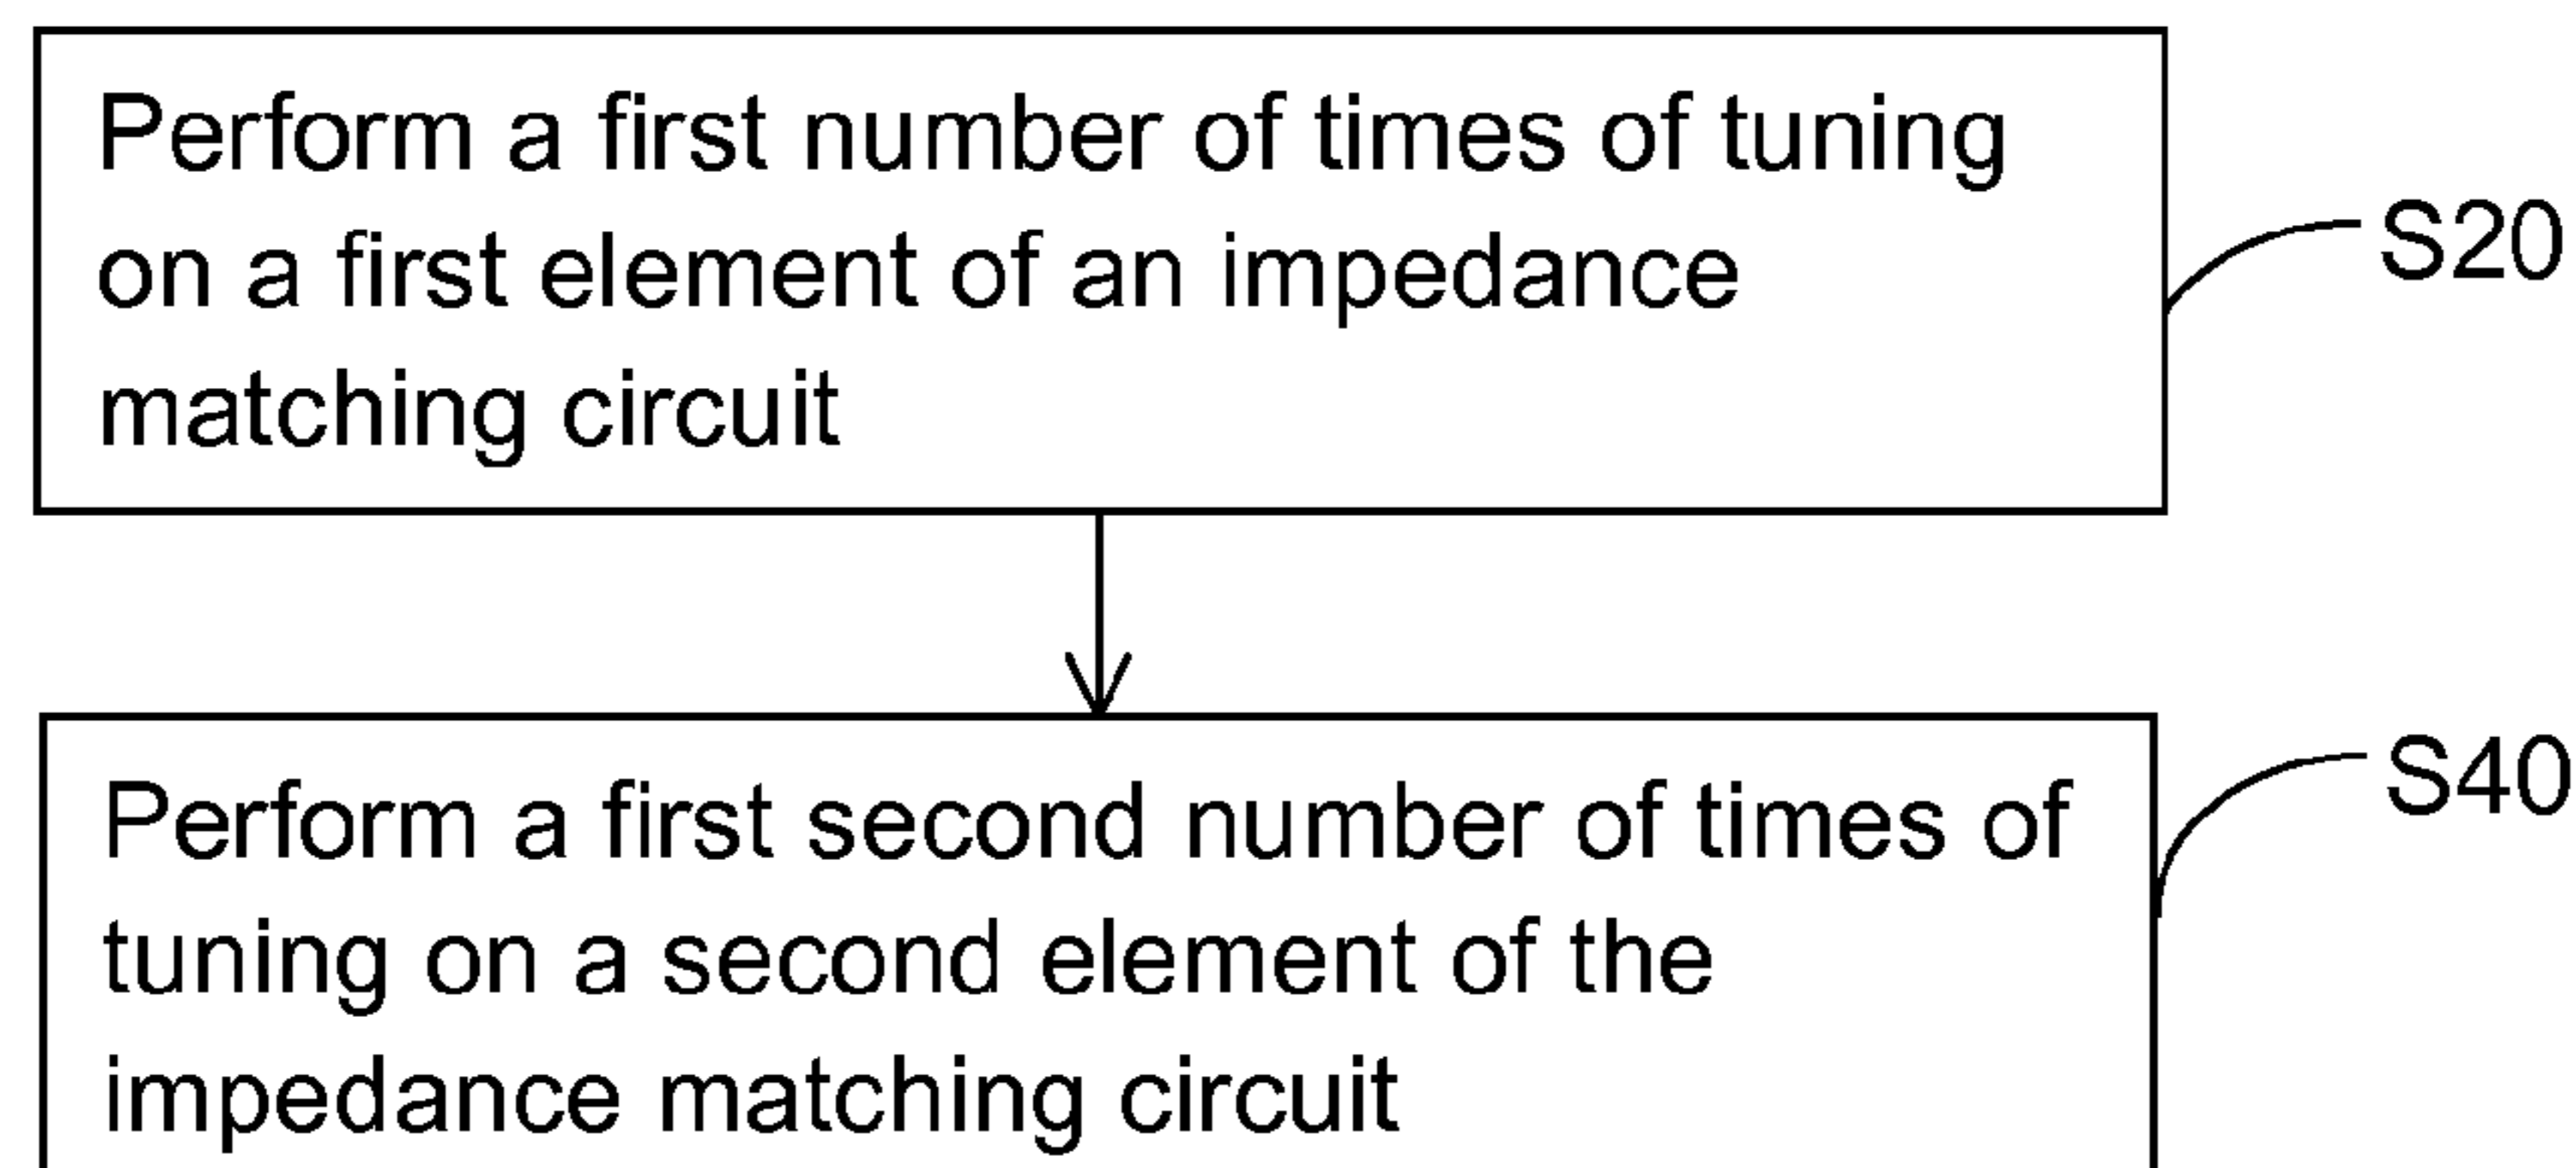 Perform a first number of times of tuning
on a first element of an impedance
matching circuit
S20
Perform a first second number of times of
tuning on a second element of the
impedance matching circuit
S40